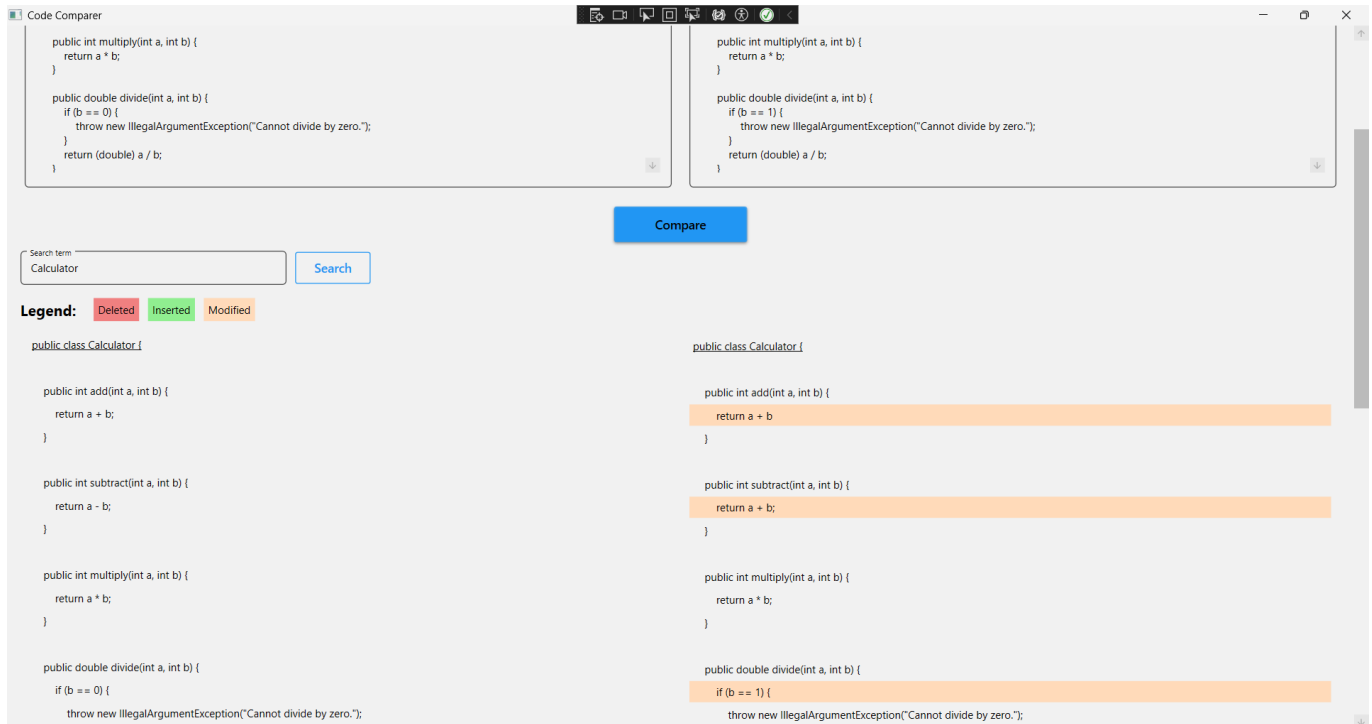 Code Comparer
public int multiply(int a, int b) {
return a * b;
}
public double divide(int a, int b) {
if (b == 0) {
throw new IllegalArgumentException("Cannot divide by zero.");
}
return (double) a / b;
}
public int multiply(int a, int b) {
return a * b;
}
public double divide(int a, int b) {
if (b == 1) {
throw new IllegalArgumentException("Cannot divide by zero.");
}
return (double) a / b;
}
Compare
Search term
Calculator
Search
Legend: Deleted Inserted Modified
public class Calculator {
public int add(int a, int b) {
return a + b;
}
public int subtract(int a, int b) {
return a - b;
}
public int multiply(int a, int b) {
return a * b;
}
public double divide(int a, int b) {
if (b == 0) {
throw new IllegalArgumentException("Cannot divide by zero.");
public class Calculator {
public int add(int a, int b) {
return a + b
}
public int subtract(int a, int b) {
return a + b;
}
public int multiply(int a, int b) {
return a * b;
}
public double divide(int a, int b) {
if (b == 1) {
throw new IllegalArgumentException("Cannot divide by zero.");